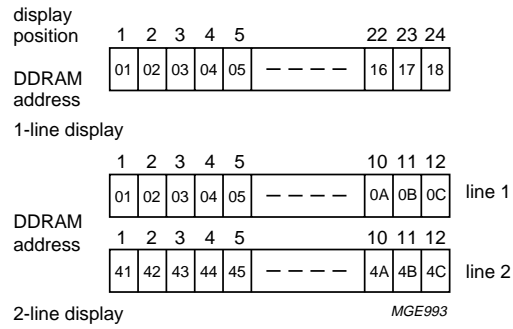 display
position 1 2 3 4 5 22 23 24
DDRAM
address 01 02 03 04 05 16 17 18
1-line display
1 2 3 4 5 10 11 12
01 02 03 04 05 0A 0B 0C line 1
DDRAM
address
1 2 3 4 5 10 11 12
41 42 43 44 45 4A 4B 4C line 2
2-line display MGE993